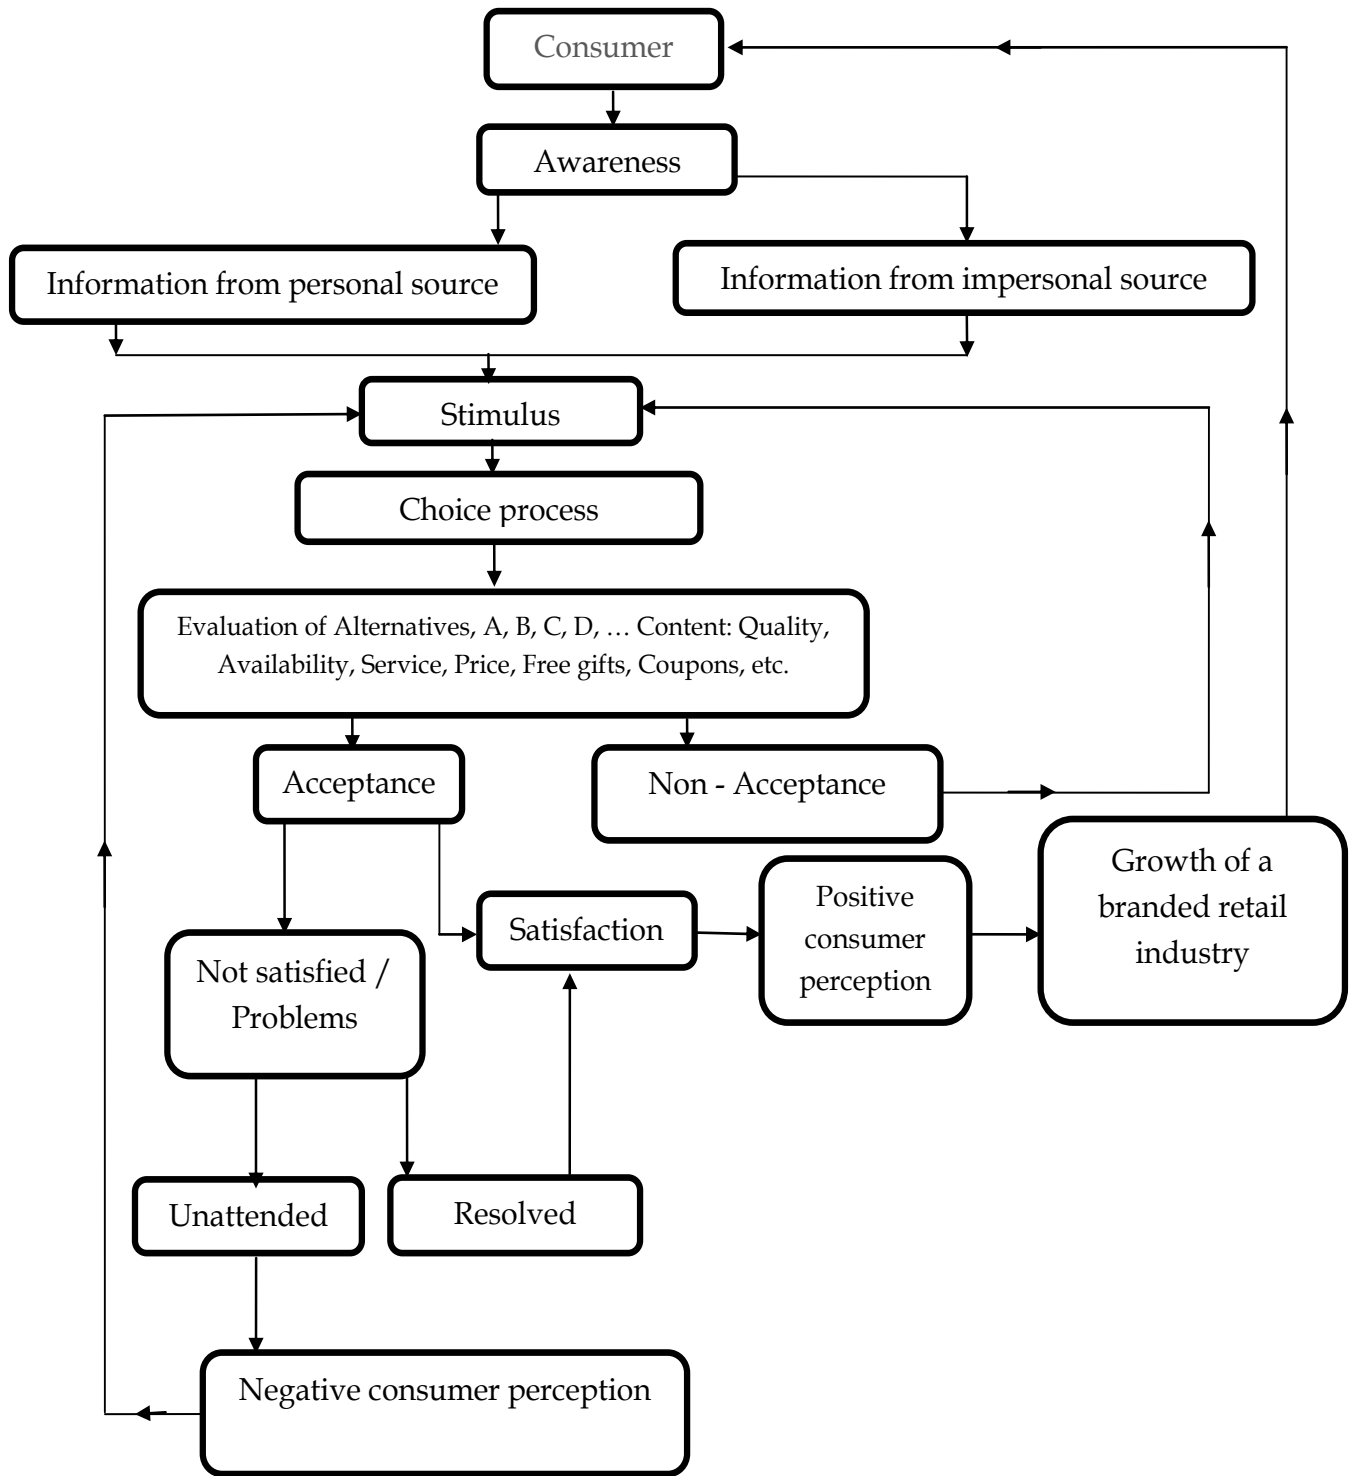 Consumer
Awareness
Information from personal source
Information from impersonal source
Stimulus
Choice process
Evaluation of Alternatives, A, B, C, D, … Content: Quality,
Availability, Service, Price, Free gifts, Coupons, etc.
Acceptance
Non - Acceptance
Not satisfied /
Problems
Satisfaction
Positive
consumer
perception
Growth of a
branded retail
industry
Unattended
Resolved
Negative consumer perception